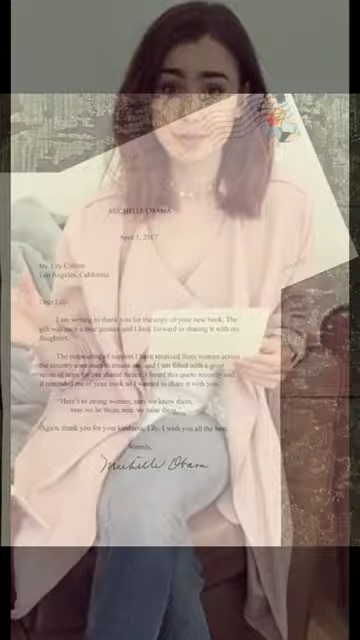 MICHELLE OBAMA
April 3, 2017
Ms. Lily Collins
Los Angeles, California
Dear Lily,
I am writing to thank you for the copy of your new book. The
gift was such a nice gesture and I look forward to sharing it with my
daughters.
The outpouring of support I have received from women across
the country continues to me, and I am filled with a great
sense of hope for our shared future. I heard this quote recently and
it reminded me of your book so I wanted to share it with you.
"Here's to strong women, may we know them,
may we be them, may we raise them."
Again, thank you for your kindness, Lily. I wish you all the best.
Warmly,
Michelle Obama